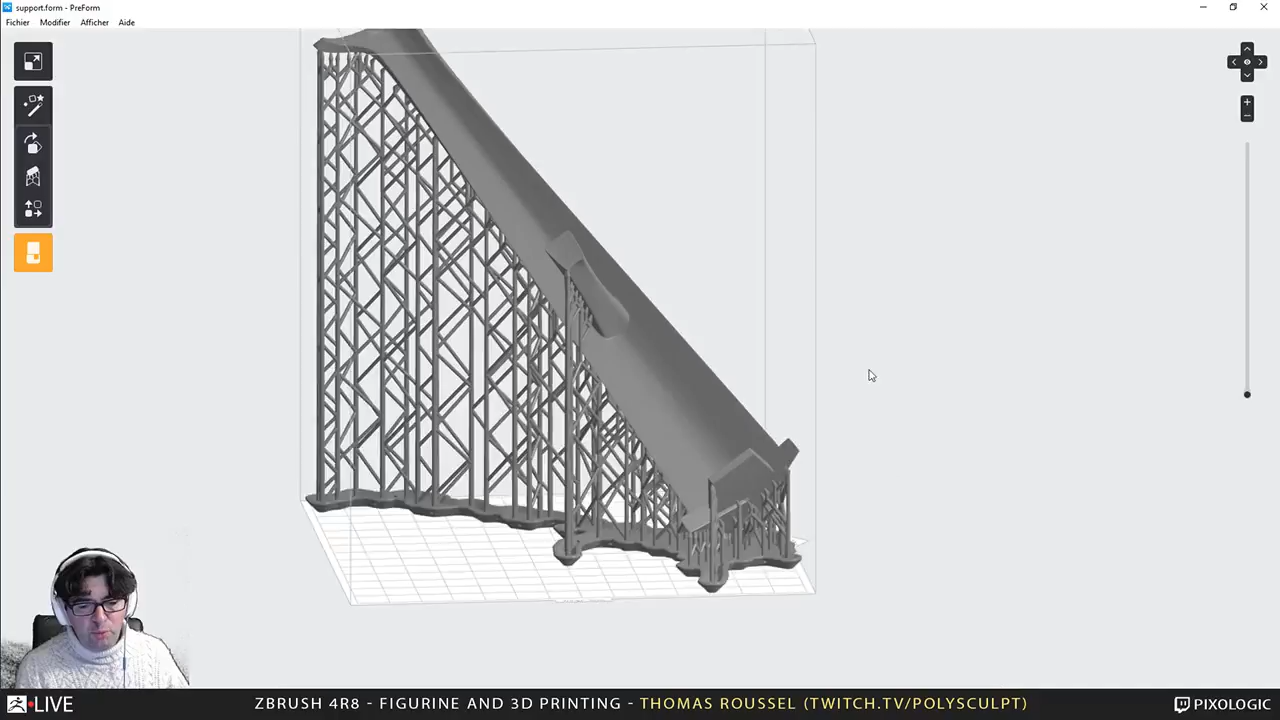 support.form - PreForm
Fichier Modifier Afficher Aide
LIVE
ZBRUSH 4R8 - FIGURINE AND 3D PRINTING - THOMAS ROUSSEL (TWITCH.TV/POLYSCULPT)
PIXOLOGIC